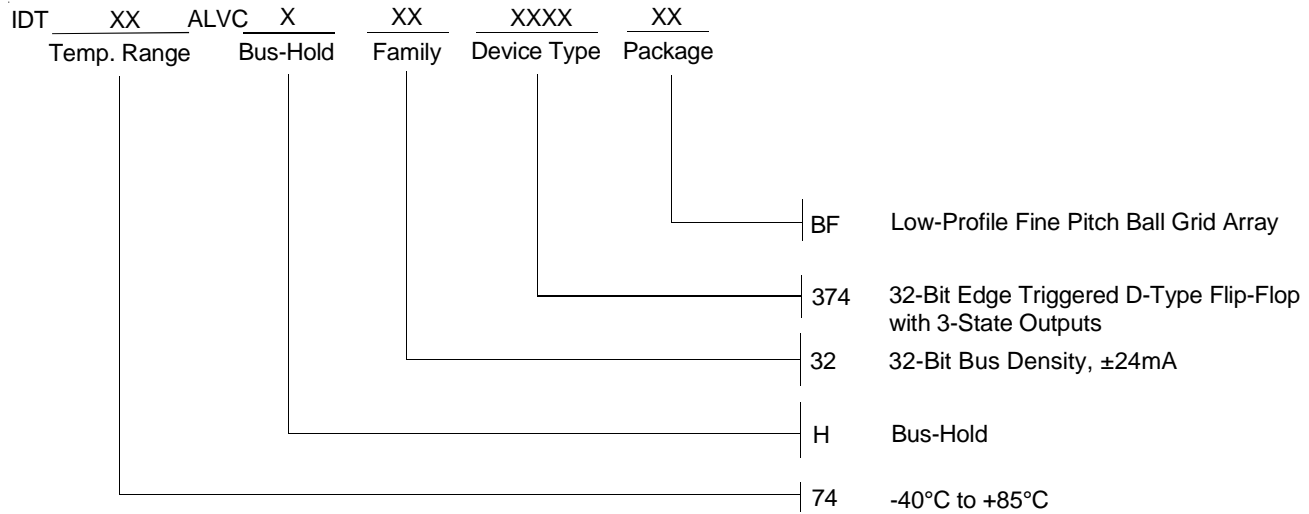 IDT XX ALVC X XX XXXX XX
Temp. Range Bus-Hold Family Device Type Package
BF Low-Profile Fine Pitch Ball Grid Array
374 32-Bit Edge Triggered D-Type Flip-Flop
with 3-State Outputs
32 32-Bit Bus Density, ±24mA
H Bus-Hold
74 -40°C to +85°C